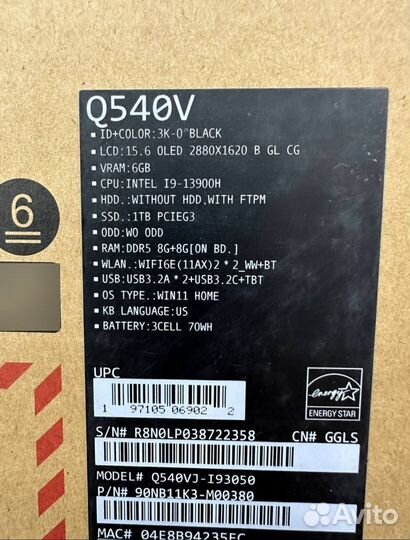 Q540V
▪ ID+COLOR:3K-0^BLACK
▪ LCD:15.6 OLED 2880X1620 B GL CG
▪ VRAM:6GB
▪ CPU:INTEL I9-13900H
▪ HDD.:WITHOUT HDD,WITH FTPM
▪ SSD.:1TB PCIEG3
▪ ODD:WO ODD
▪ RAM:DDR5 8G+8G[ON BD.]
▪ WLAN.:WIFI6E(11AX)2*2_WW+BT
▪ USB:USB3.2A*2+USB3.2C+TBT
▪ OS TYPE.:WIN11 HOME
▪ KB LANGUAGE:US
▪ BATTERY:3CELL 70WH
6
UPC
1 97105 06902 2
energy
ENERGY STAR
S/N# R8N0LP038722358 CN# GGLS
MODEL# Q540VJ-I93050
P/N# 90NB11K3-M00380
MAC# 04E8B94235EC
Avito